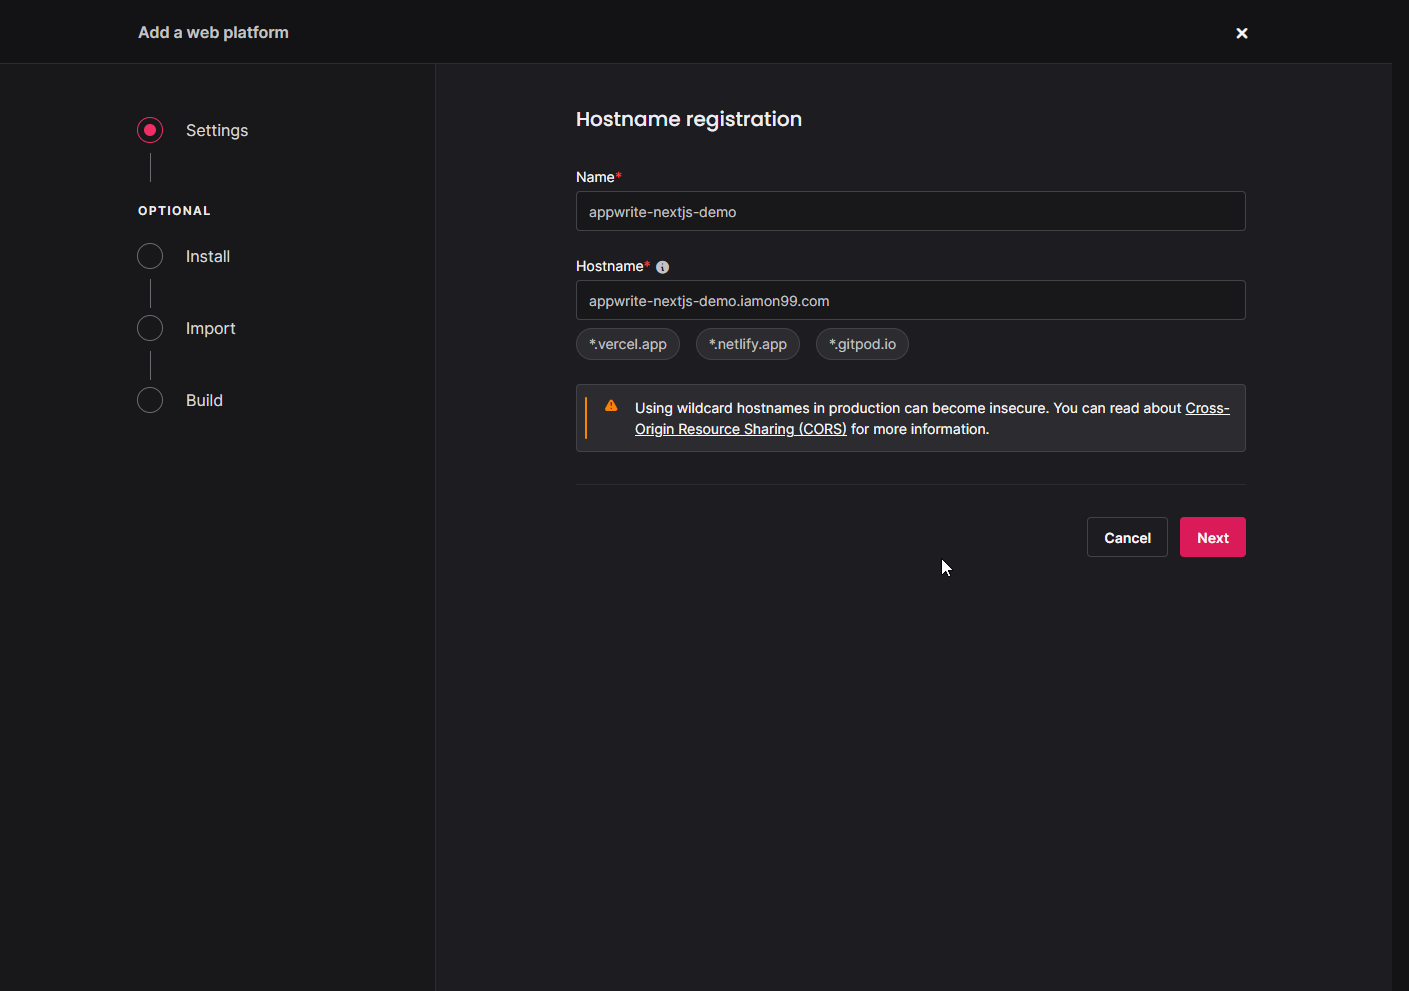 Add a web platform
Settings
OPTIONAL
Install
Import
Build
Hostname registration
Name*
appwrite-nextjs-demo
Hostname*
appwrite-nextjs-demo.iamon99.com
*.vercel.app
*.netlify.app
*.gitpod.io
Using wildcard hostnames in production can become insecure. You can read about Cross-
Origin Resource Sharing (CORS) for more information.
Cancel
Next